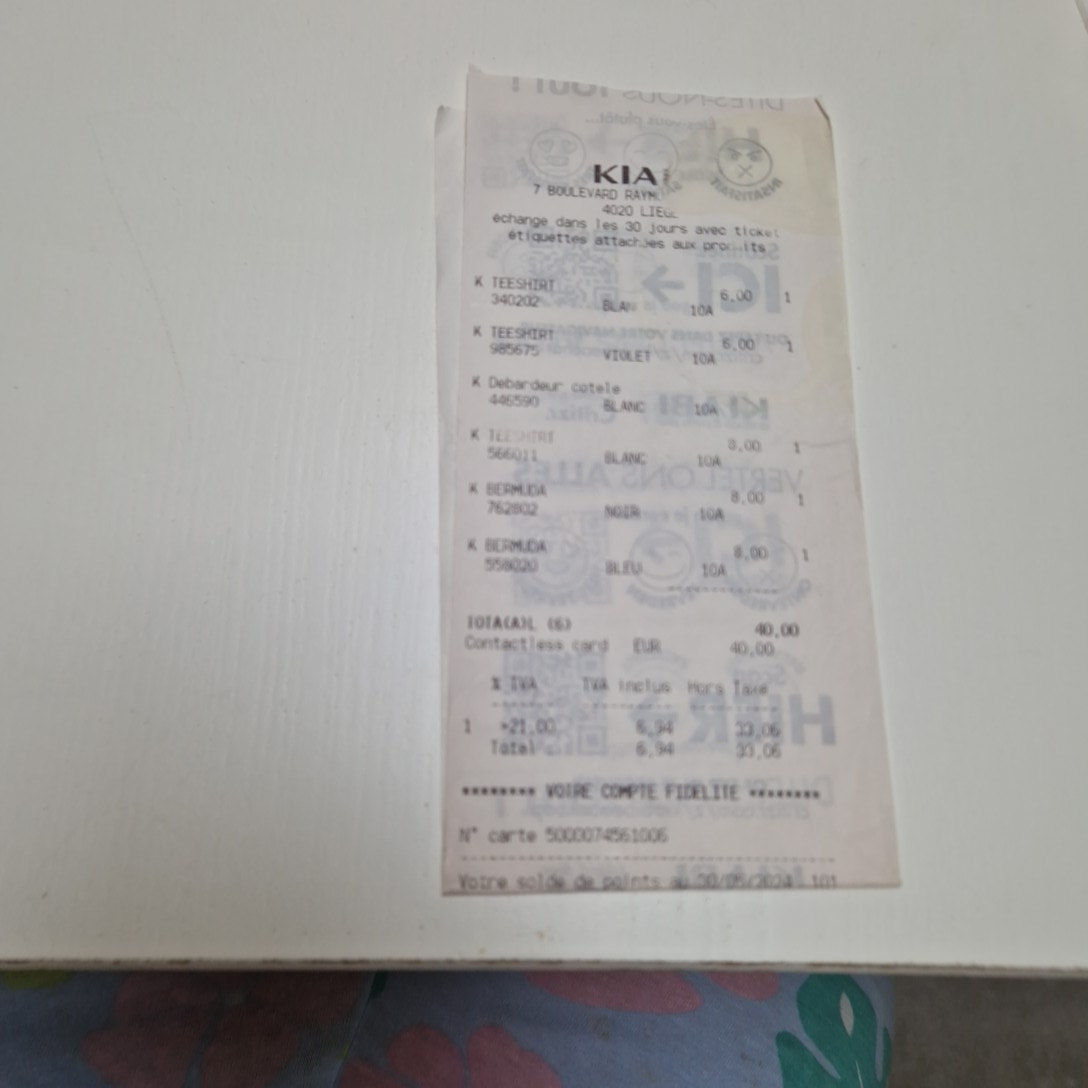 KIA
7 BOULEVARD RAYM
4020 LIEG
échange dans les 30 jours avec ticket
étiquettes attachées aux produits
K TEESHIRT 6,00 1
340202 BLAN 10A
K TEESHIRT 6,00 1
985675 VIOLET 10A
K Debardeur cotele
446590 BLANC 10A
K TEESHIRT 8,00 1
566011 BLANC 10A
K BERMUDA 8,00 1
762802 NOIR 10A
K BERMUDA 8,00 1
558020 BLEU 10A
TOTA(A)L (6) 40,00
Contactless card EUR 40,00
% TVA TVA inclus Hors Taxe
1 *21,00 6,94 33,06
Total 6,94 33,06
******** VOTRE COMPTE FIDELITE ********
N° carte 5000074561006
Votre solde de points au 30/05/2024 101